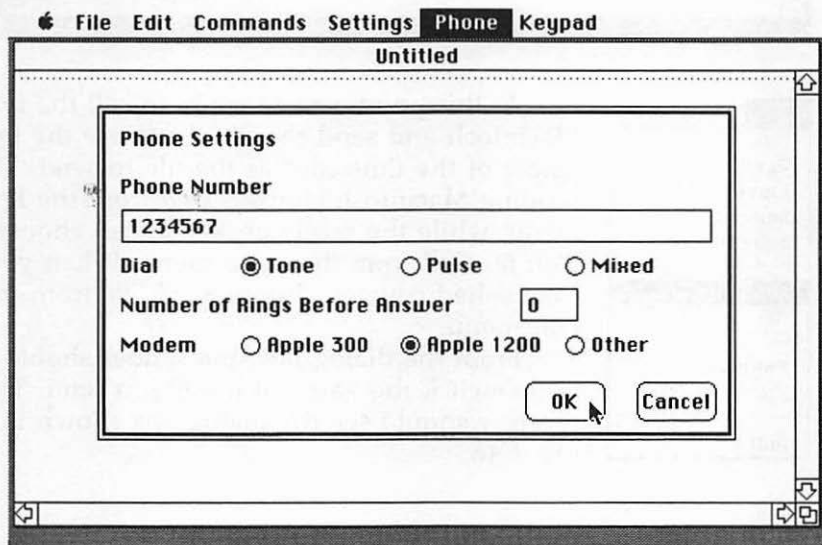 File Edit Commands Settings Phone Keypad
Untitled
Phone Settings
Phone Number
1234567
Dial Tone Pulse Mixed
Number of Rings Before Answer 0
Modem Apple 300 Apple 1200 Other
OK Cancel